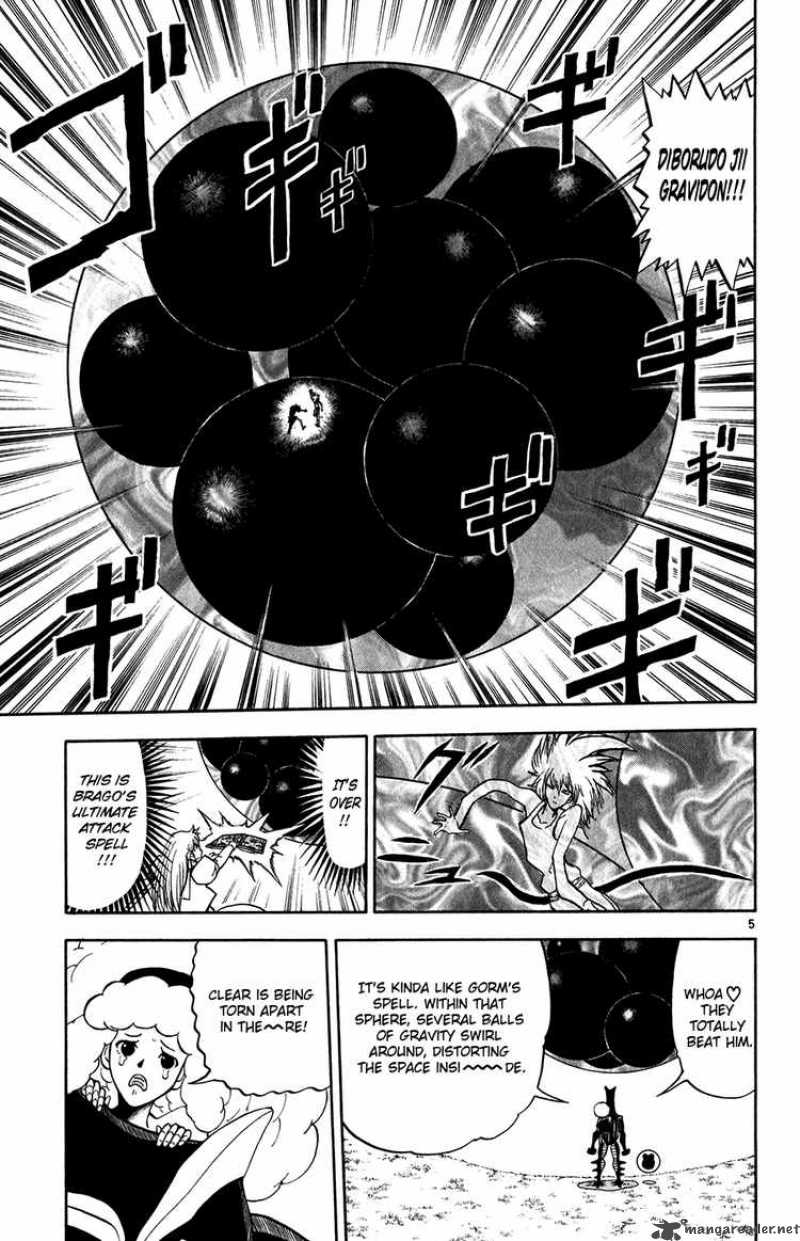 DIBORUDO JII
GRAVIDON!!!
ゴ
ギ
ギ
ギ
ギ
ギ
ギ
ギ
ギ
IT'S
OVER
!!
THIS IS
BRAGO'S
ULTIMATE
ATTACK
SPELL
!!!
5
WHOA♡
THEY
TOTALLY
BEAT HIM.
IT'S KINDA LIKE GORM'S
SPELL. WITHIN THAT
SPHERE, SEVERAL BALLS
OF GRAVITY SWIRL
AROUND, DISTORTING
THE SPACE INSI~~~DE.
CLEAR IS BEING
TORN APART
IN THE~~RE!
mangareader.net